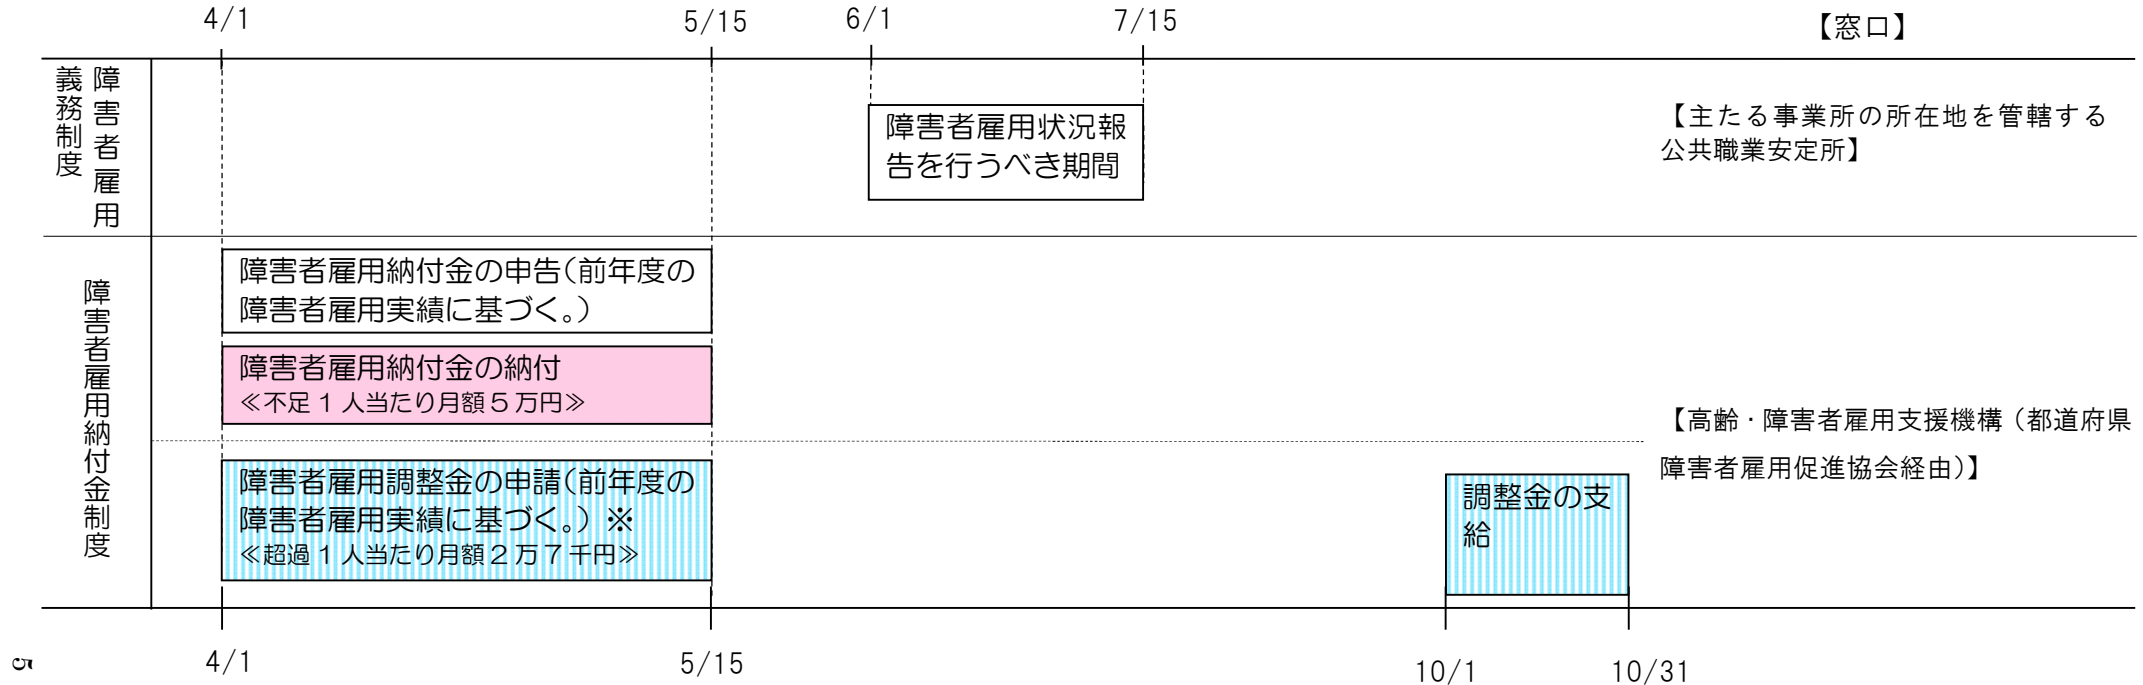 4/1
5/15
6/1
7/15
【窓口】
障害者雇用
義務制度
障害者雇用状況報
告を行うべき期間
【主たる事業所の所在地を管轄する
公共職業安定所】
障害者雇用納付金制度
障害者雇用納付金の申告(前年度の
障害者雇用実績に基づく。)
障害者雇用納付金の納付
≪不足1人当たり月額5万円≫
障害者雇用調整金の申請(前年度の
障害者雇用実績に基づく。)※
≪超過1人当たり月額2万7千円≫
調整金の支
給
【高齢・障害者雇用支援機構(都道府県
障害者雇用促進協会経由)】
4/1
5/15
10/1
10/31
5